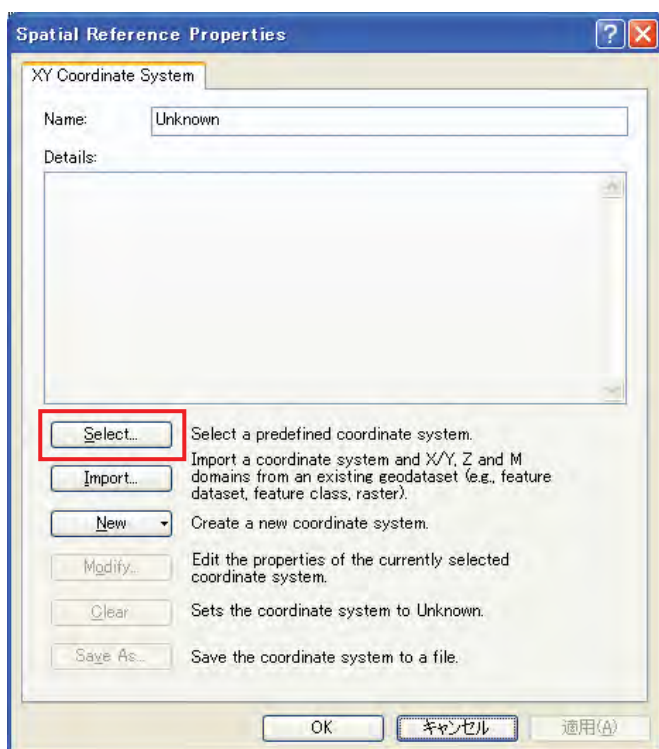 Spatial Reference Properties
XY Coordinate System
Name: Unknown
Details:
Select... Select a predefined coordinate system.
Import... Import a coordinate system and X/Y, Z and M
domains from an existing geodataset (e.g., feature
dataset, feature class, raster).
New Create a new coordinate system.
Modify... Edit the properties of the currently selected
coordinate system.
Clear Sets the coordinate system to Unknown.
Save As... Save the coordinate system to a file.
OK キャンセル 適用(A)